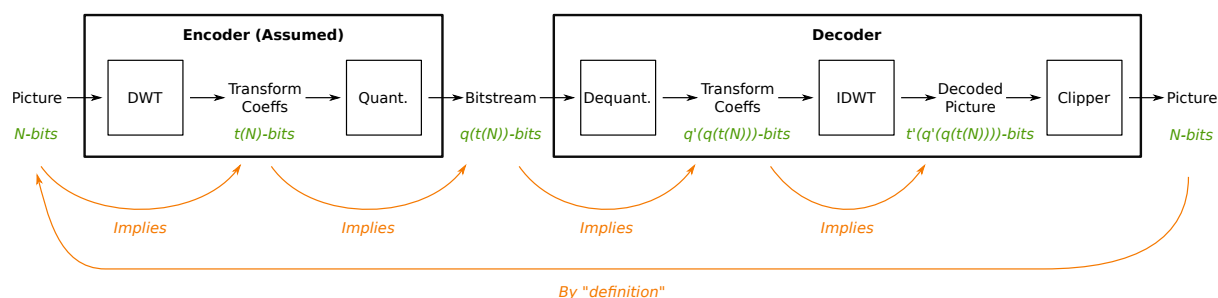 Encoder (Assumed)
Decoder
Picture
DWT
Transform
Coeffs
Quant.
Bitstream
Dequant.
Transform
Coeffs
IDWT
Decoded
Picture
Clipper
Picture
N-bits
t(N)-bits
q(t(N))-bits
q'(q(t(N)))-bits
t'(q'(q(t(N))))-bits
N-bits
Implies
Implies
Implies
Implies
By "definition"